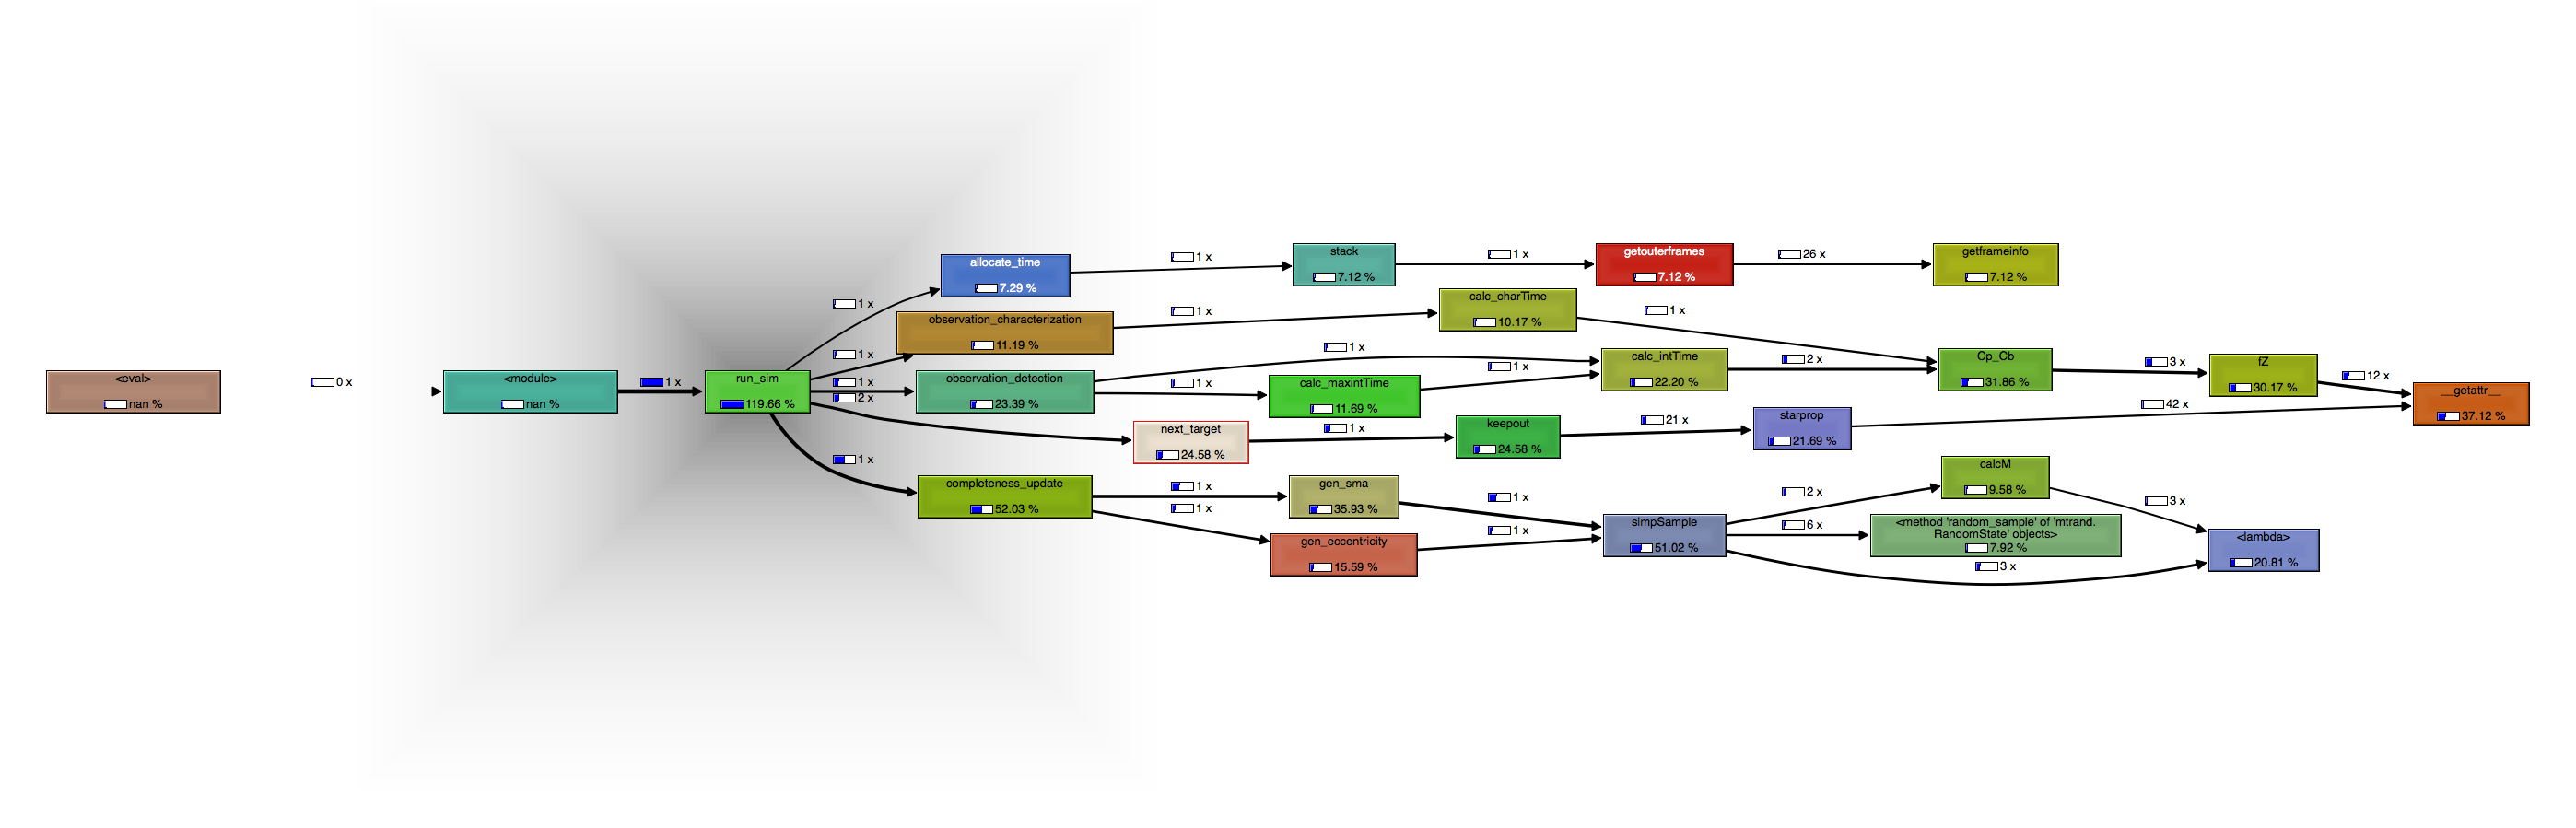 <eval>
nan %
0 x
<module>
nan %
1 x
run_sim
119.66 %
1 x
1 x
1 x
2 x
1 x
allocate_time
7.29 %
1 x
stack
7.12 %
1 x
getouterframes
7.12 %
26 x
getframeinfo
7.12 %
observation_characterization
11.19 %
1 x
calc_charTime
10.17 %
1 x
observation_detection
23.39 %
1 x
1 x
calc_maxintTime
11.69 %
1 x
calc_intTime
22.20 %
2 x
Cp_Cb
31.86 %
3 x
fZ
30.17 %
12 x
__getattr__
37.12 %
next_target
24.58 %
1 x
keepout
24.58 %
21 x
starprop
21.69 %
42 x
completeness_update
52.03 %
1 x
1 x
gen_sma
35.93 %
1 x
gen_eccentricity
15.59 %
1 x
simpSample
51.02 %
2 x
6 x
3 x
calcM
9.58 %
3 x
<method 'random_sample' of 'mtrand.
RandomState' objects>
7.92 %
<lambda>
20.81 %